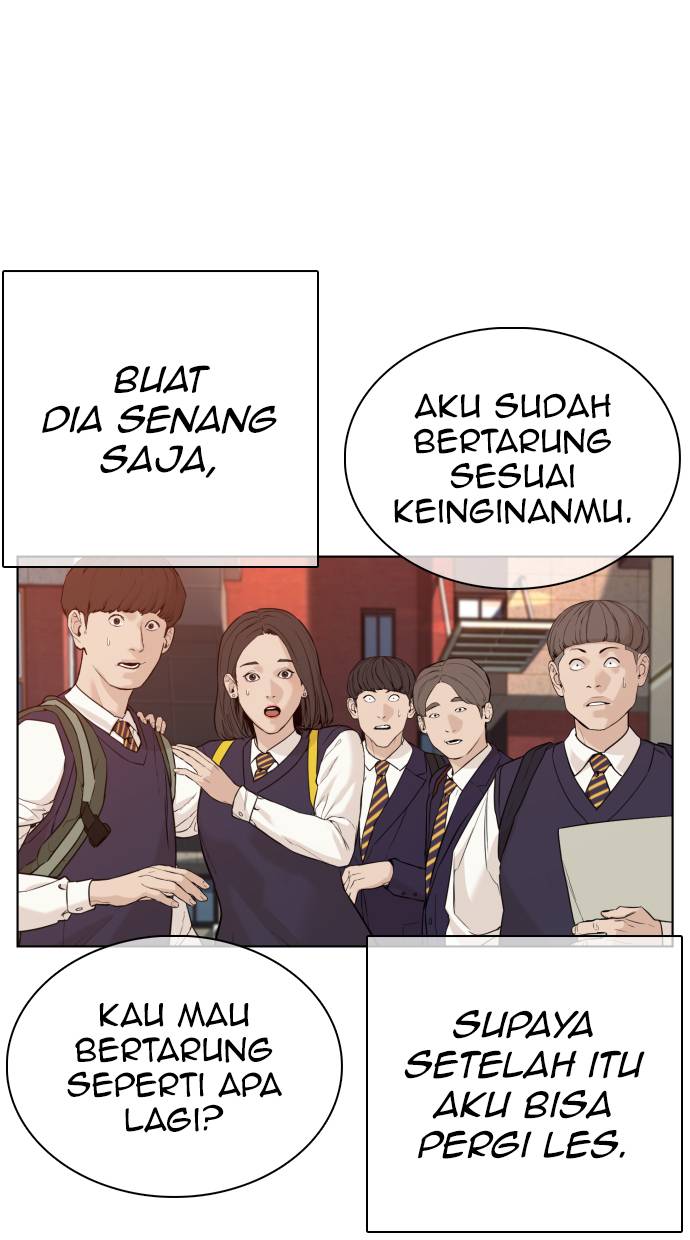 BUAT
DIA SENANG
SAJA,
AKU SUDAH
BERTARUNG
SESUAI
KEINGINANMU.
KAU MAU
BERTARUNG
SEPERTI APA
LAGI?
SUPAYA
SETELAH ITU
AKU BISA
PERGI LES.